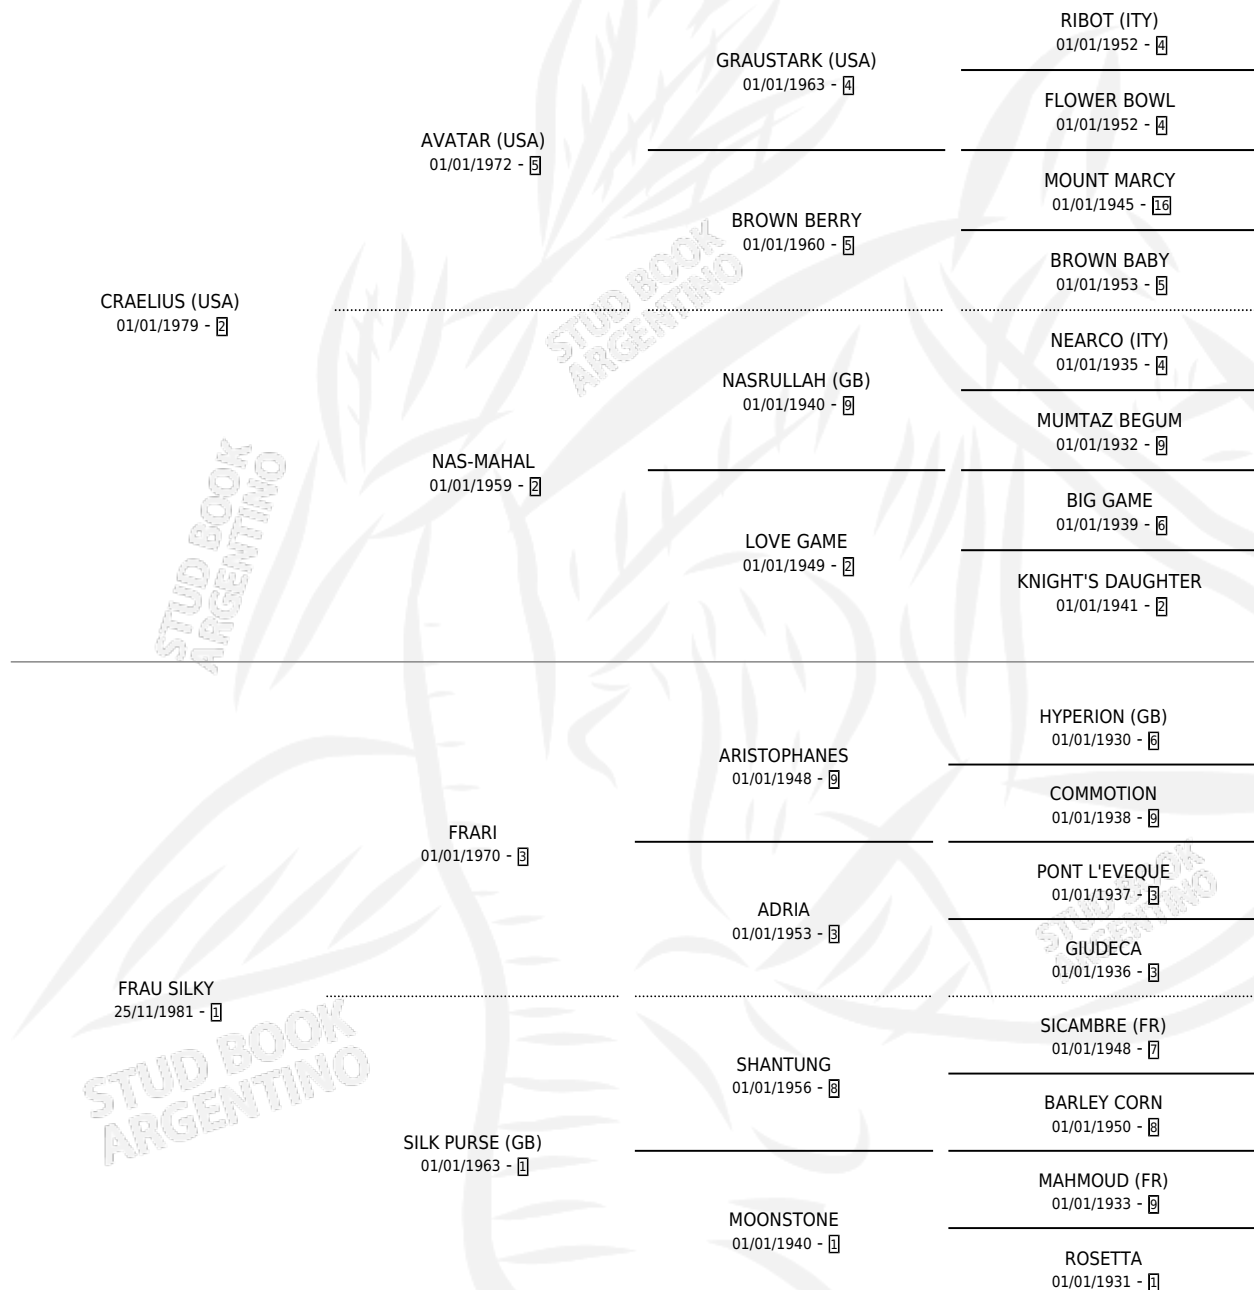 RIBOT (ITY)
01/01/1952 - 4
GRAUSTARK (USA)
01/01/1963 - 4
FLOWER BOWL
01/01/1952 - 4
AVATAR (USA)
01/01/1972 - 5
MOUNT MARCY
01/01/1945 - 16
BROWN BERRY
01/01/1960 - 5
BROWN BABY
01/01/1953 - 5
CRAELIUS (USA)
01/01/1979 - 2
STUD BOOK
ARGENTINO
NEARCO (ITY)
01/01/1935 - 4
NASRULLAH (GB)
01/01/1940 - 9
MUMTAZ BEGUM
01/01/1932 - 9
NAS-MAHAL
01/01/1959 - 2
BIG GAME
01/01/1939 - 6
LOVE GAME
01/01/1949 - 2
KNIGHT'S DAUGHTER
01/01/1941 - 2
STUD BOOK
ARGENTINO
HYPERION (GB)
01/01/1930 - 6
ARISTOPHANES
01/01/1948 - 9
COMMOTION
01/01/1938 - 9
FRARI
01/01/1970 - 3
PONT L'EVEQUE
01/01/1937 - 3
ADRIA
01/01/1953 - 3
GIUDECA
01/01/1936 - 3
STUD BOOK
ARGENTINO
FRAU SILKY
25/11/1981 - 1
SICAMBRE (FR)
01/01/1948 - 7
SHANTUNG
01/01/1956 - 8
BARLEY CORN
01/01/1950 - 8
STUD BOOK
ARGENTINO
SILK PURSE (GB)
01/01/1963 - 1
MAHMOUD (FR)
01/01/1933 - 9
MOONSTONE
01/01/1940 - 1
ROSETTA
01/01/1931 - 1